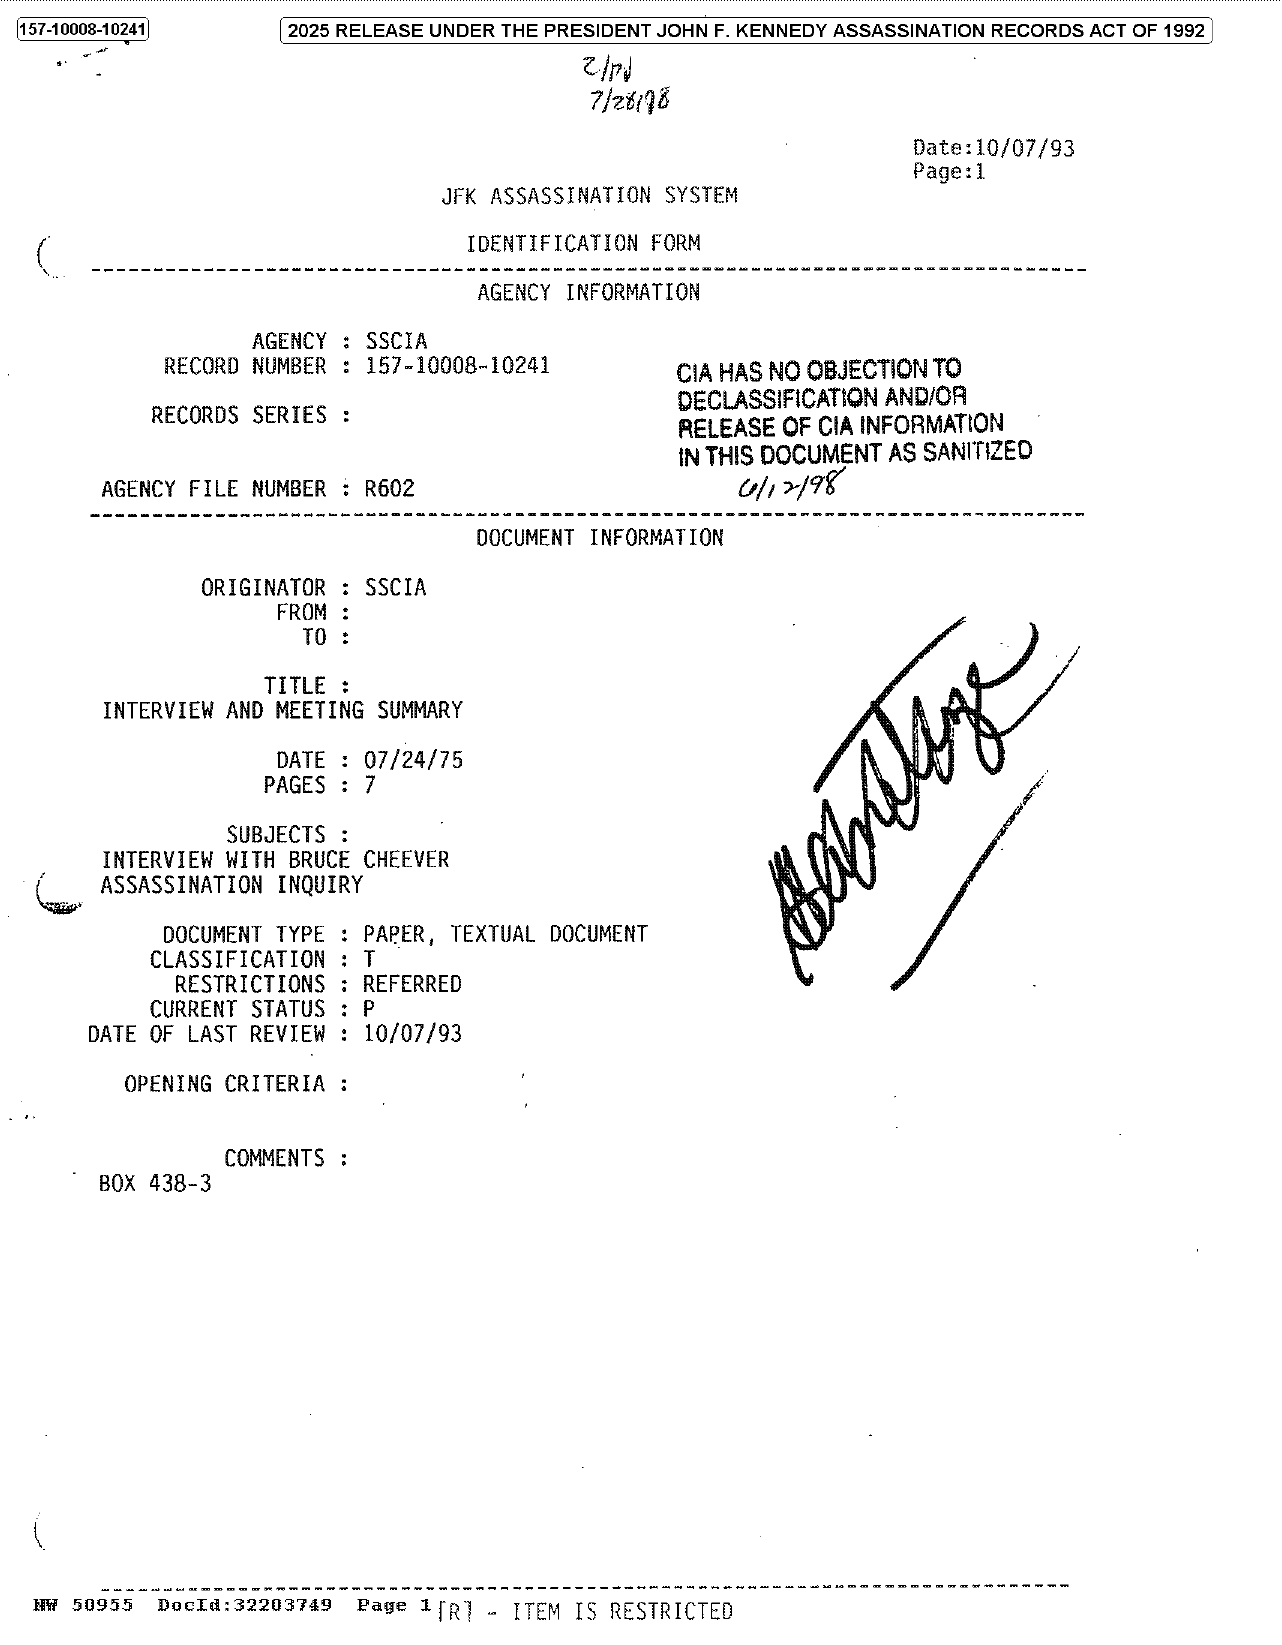 157-10008-10241
2025 RELEASE UNDER THE PRESIDENT JOHN F. KENNEDY ASSASSINATION RECORDS ACT OF 1992
7/28/98
Date:10/07/93
Page:1
JFK ASSASSINATION SYSTEM
IDENTIFICATION FORM
AGENCY INFORMATION
AGENCY : SSCIA
RECORD NUMBER : 157-10008-10241
RECORDS SERIES :
CIA HAS NO OBJECTION TO
DECLASSIFICATION AND/OR
RELEASE OF CIA INFORMATION
IN THIS DOCUMENT AS SANITIZED
6/12/98
AGENCY FILE NUMBER : R602
DOCUMENT INFORMATION
ORIGINATOR : SSCIA
FROM :
TO :
TITLE :
INTERVIEW AND MEETING SUMMARY
DATE : 07/24/75
PAGES : 7
SUBJECTS :
INTERVIEW WITH BRUCE CHEEVER
ASSASSINATION INQUIRY
DOCUMENT TYPE : PAPER, TEXTUAL DOCUMENT
CLASSIFICATION : T
RESTRICTIONS : REFERRED
CURRENT STATUS : P
DATE OF LAST REVIEW : 10/07/93
OPENING CRITERIA :
COMMENTS :
BOX 438-3
[R] - ITEM IS RESTRICTED
NW 50955 DocId:32203749 Page 1